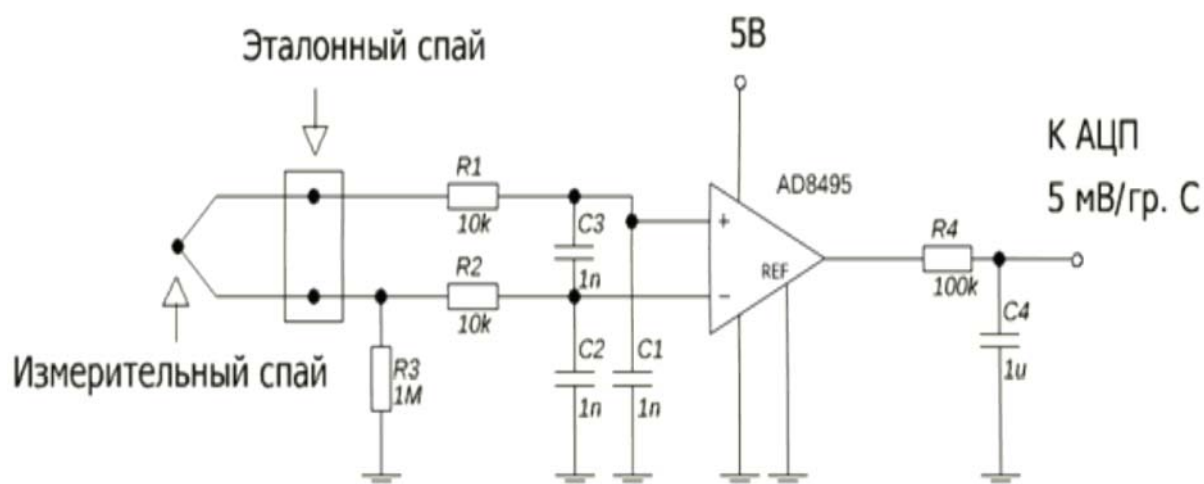 Эталонный спай
5В
К АЦП
5 мВ/гр. С
AD8495
R1
10k
C3
1n
+
R4
100k
R2
10k
REF
−
C4
1u
Измерительный спай
R3
1M
C2
1n
C1
1n